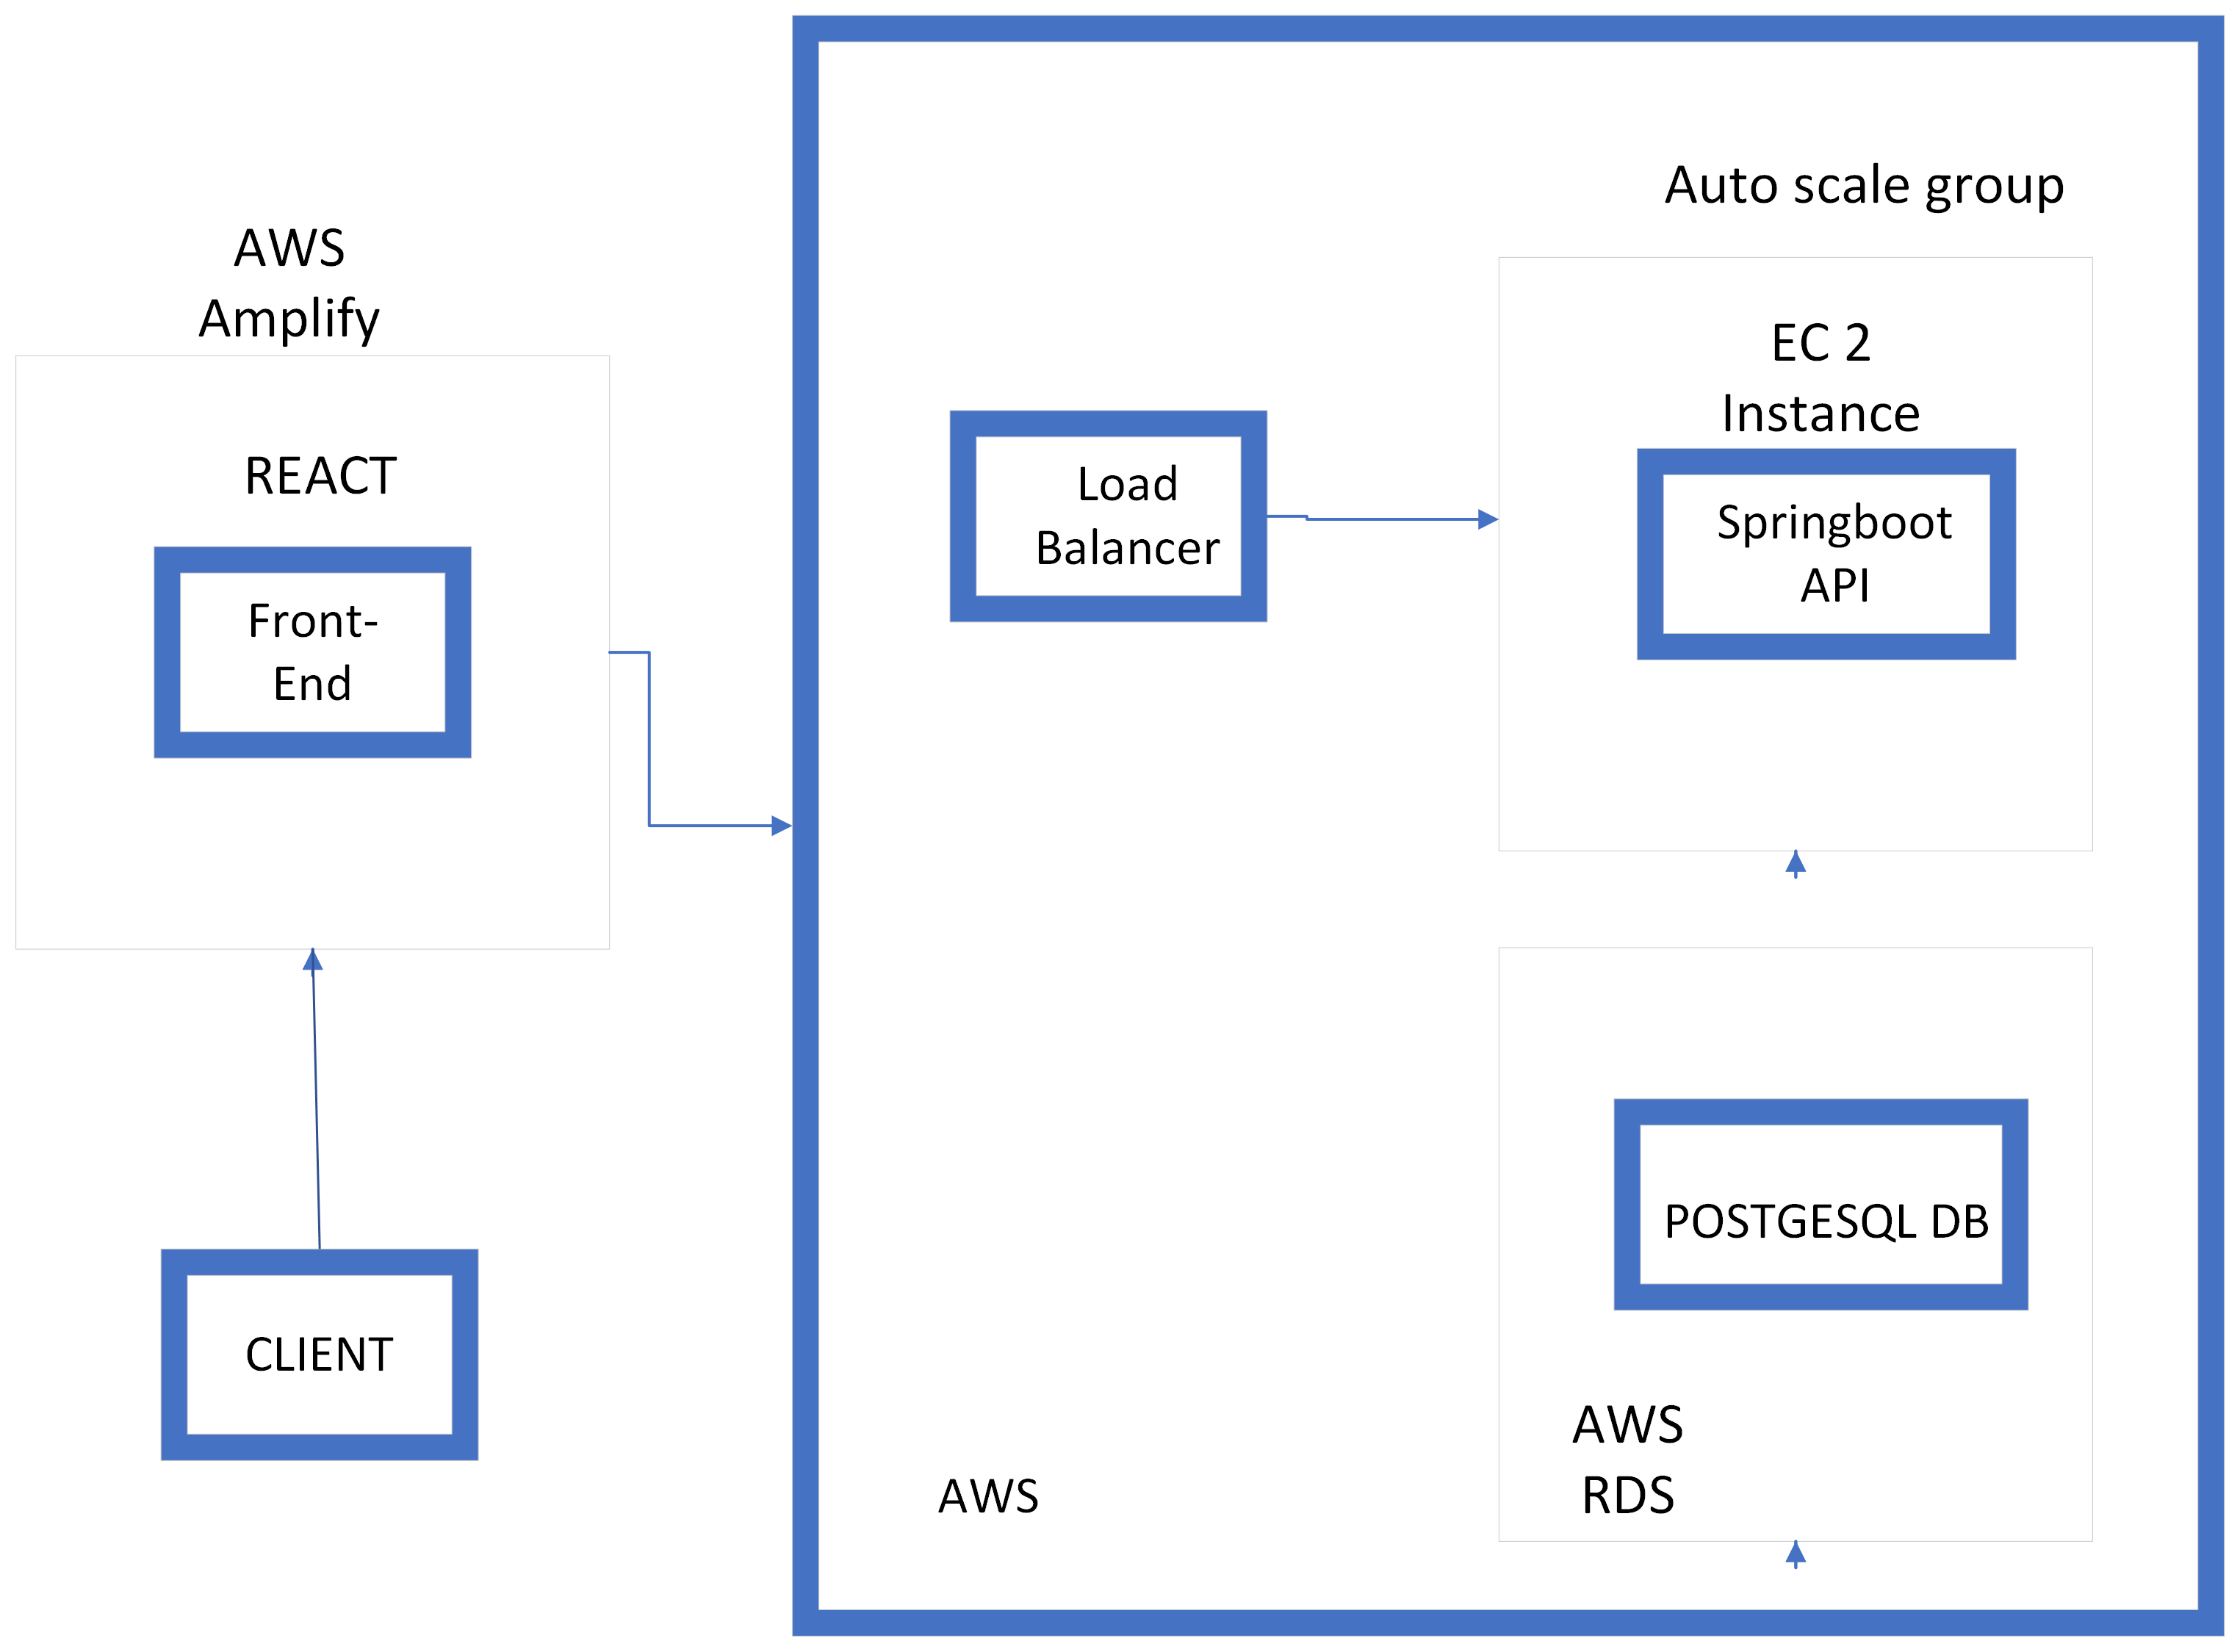 AWS
Amplify
REACT
Front-
End
CLIENT
Auto scale group
EC 2
Instance
Springboot
API
Load
Balancer
POSTGESQL DB
AWS
RDS
AWS